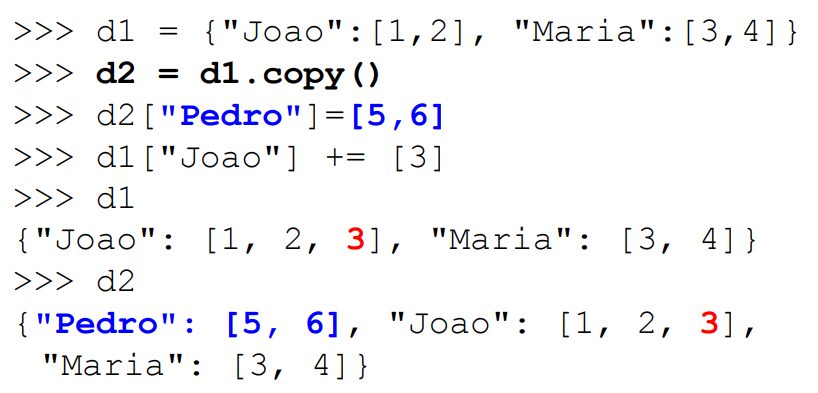 >>> d1 = {"Joao":[1,2], "Maria":[3,4]}
>>> d2 = d1.copy()
>>> d2["Pedro"]=[5,6]
>>> d1["Joao"] += [3]
>>> d1
{"Joao": [1, 2, 3], "Maria": [3, 4]}
>>> d2
{"Pedro": [5, 6], "Joao": [1, 2, 3],
"Maria": [3, 4]}